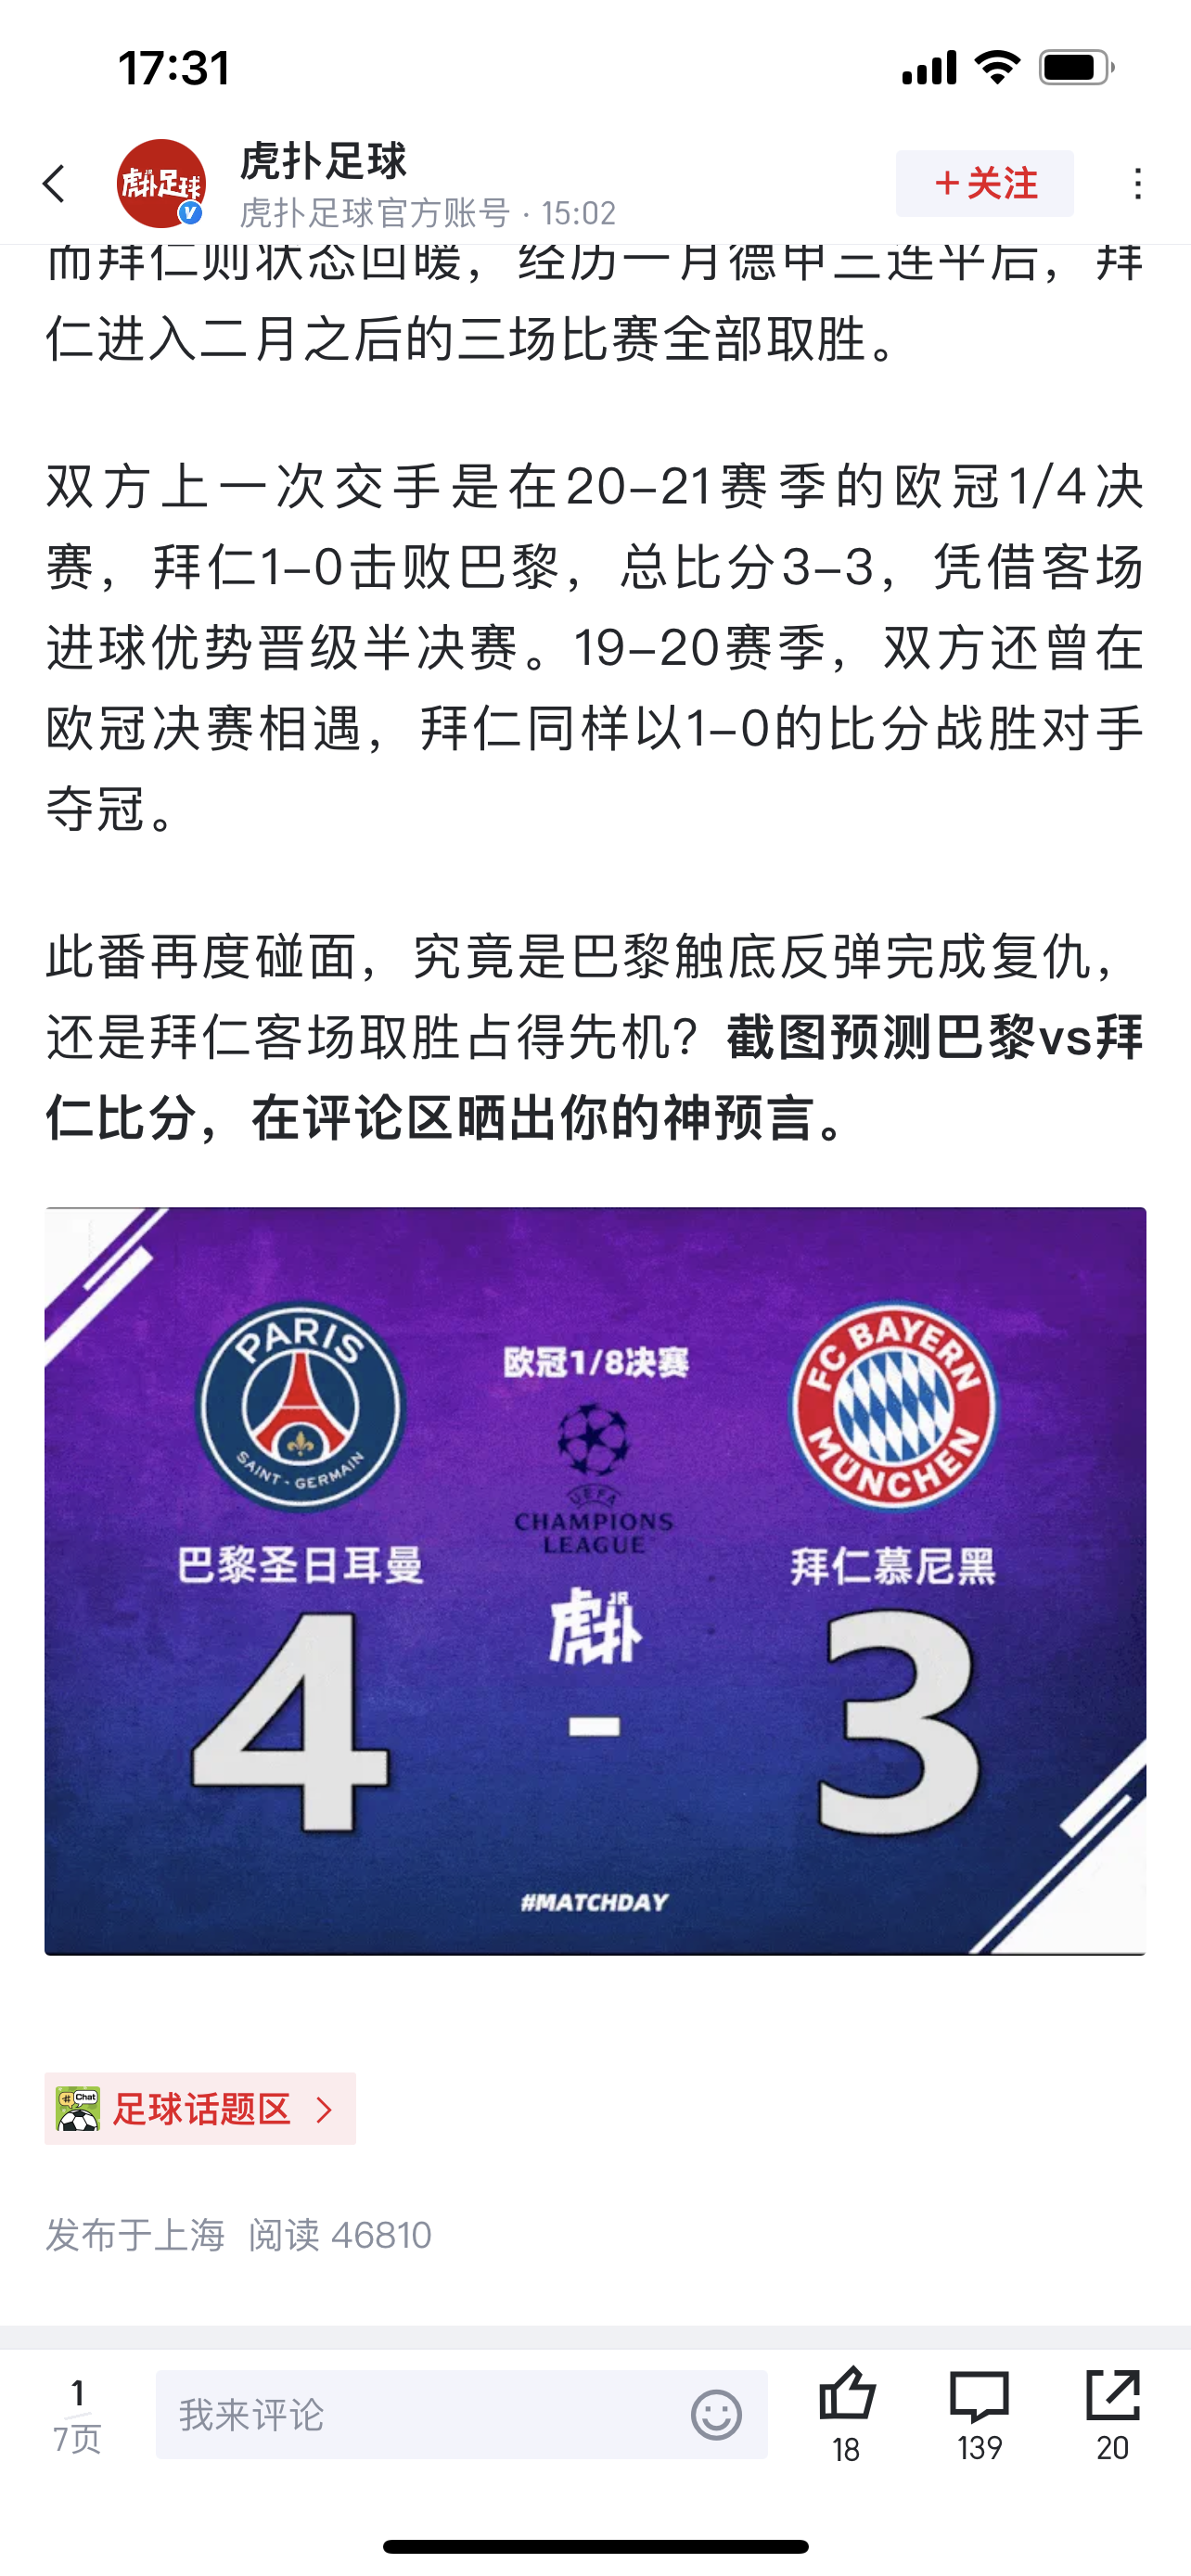 17:31
虎扑足球
虎扑足球
虎扑足球官方账号 · 15:02
+关注
而拜仁则状态回暖，经历一月德甲三连平后，拜
仁进入二月之后的三场比赛全部取胜。
双方上一次交手是在20-21赛季的欧冠1/4决
赛，拜仁1-0击败巴黎，总比分3-3，凭借客场
进球优势晋级半决赛。19-20赛季，双方还曾在
欧冠决赛相遇，拜仁同样以1-0的比分战胜对手
夺冠。
此番再度碰面，究竟是巴黎触底反弹完成复仇，
还是拜仁客场取胜占得先机？截图预测巴黎vs拜
仁比分，在评论区晒出你的神预言。
PARIS
SAINT-GERMAIN
欧冠1/8决赛
UEFA
CHAMPIONS
LEAGUE
FC BAYERN
MÜNCHEN
巴黎圣日耳曼
拜仁慕尼黑
JR
虎扑
4 - 3
#MATCHDAY
# Chat
足球话题区
发布于上海 阅读 46810
1
7页
我来评论
18
139
20